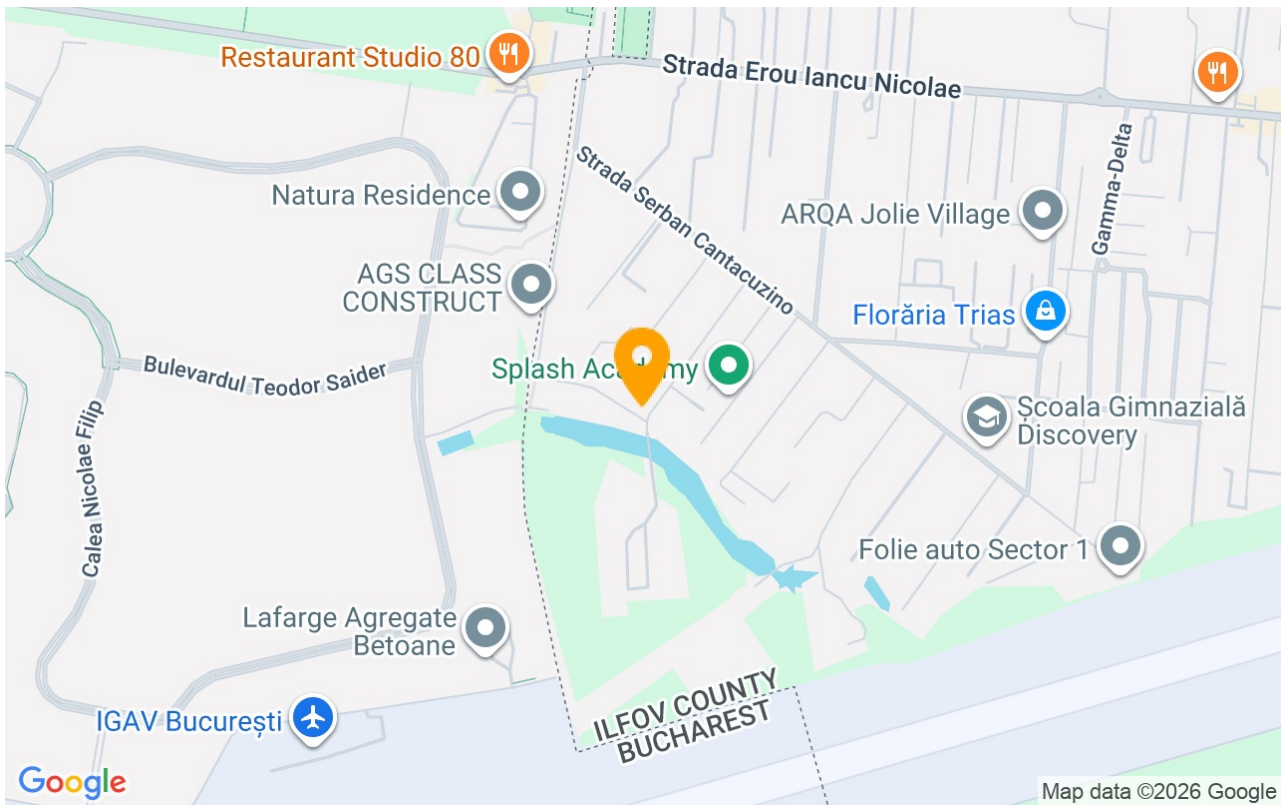 Restaurant Studio 80
Strada Erou Iancu Nicolae
Natura Residence
Strada Serban Cantacuzino
ARQA Jolie Village
Gamma-Delta
AGS CLASS
CONSTRUCT
Florăria Trias
Bulevardul Teodor Saider
Splash Academy
Școala Gimnazială
Discovery
Calea Nicolae Filip
Folie auto Sector 1
Lafarge Agregate
Betoane
ILFOV COUNTY
BUCHAREST
IGAV București
Google
Map data ©2026 Google